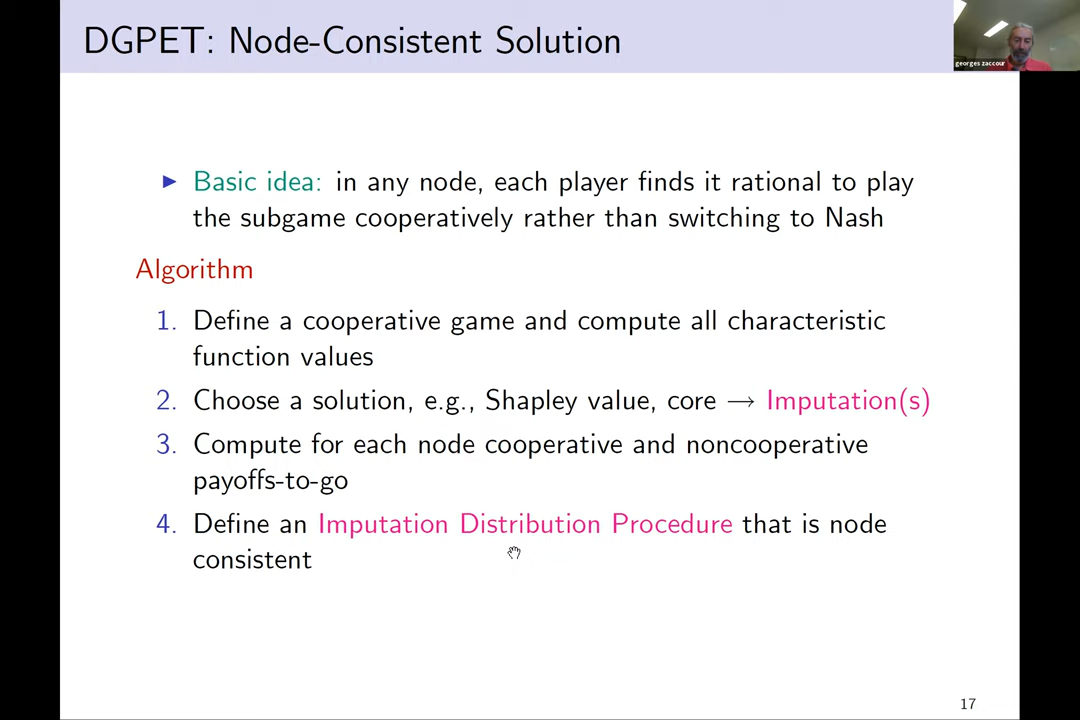 DGPET: Node-Consistent Solution
georges zaccour
▶ Basic idea: in any node, each player finds it rational to play
the subgame cooperatively rather than switching to Nash
Algorithm
1. Define a cooperative game and compute all characteristic
function values
2. Choose a solution, e.g., Shapley value, core → Imputation(s)
3. Compute for each node cooperative and noncooperative
payoffs-to-go
4. Define an Imputation Distribution Procedure that is node
consistent
17